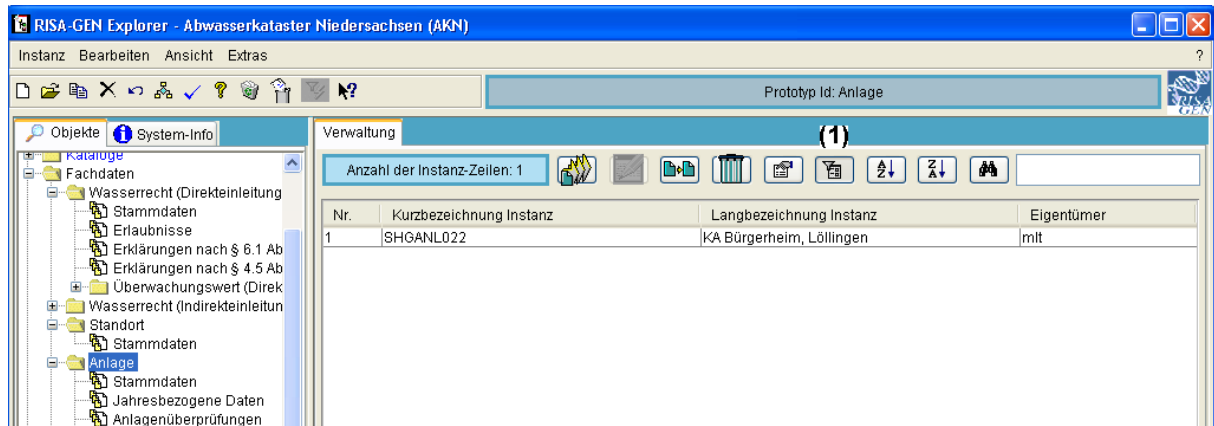 RISA-GEN Explorer - Abwasserkataster Niedersachsen (AKN)
Instanz Bearbeiten Ansicht Extras ?
Prototyp Id: Anlage
RISA
GEN
Objekte System-Info
Verwaltung
(1)
Anzahl der Instanz-Zeilen: 1
Nr. Kurzbezeichnung Instanz Langbezeichnung Instanz Eigentümer
1 SHGANL022 KA Bürgerheim, Löllingen mlt
Kataloge
Fachdaten
Wasserrecht (Direkteinleitung
Stammdaten
Erlaubnisse
Erklärungen nach § 6.1 Ab
Erklärungen nach § 4.5 Ab
Überwachungswert (Direk
Wasserrecht (Indirekteinleitun
Standort
Stammdaten
Anlage
Stammdaten
Jahresbezogene Daten
Anlagenüberprüfungen